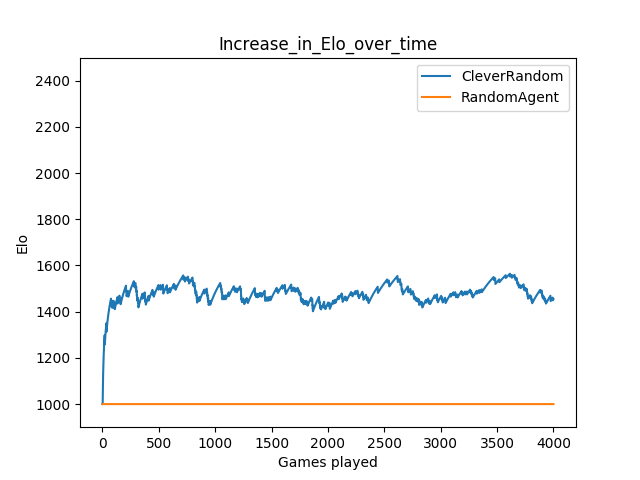 Increase_in_Elo_over_time
CleverRandom
RandomAgent
Elo
2400
2200
2000
1800
1600
1400
1200
1000
0 500 1000 1500 2000 2500 3000 3500 4000
Games played